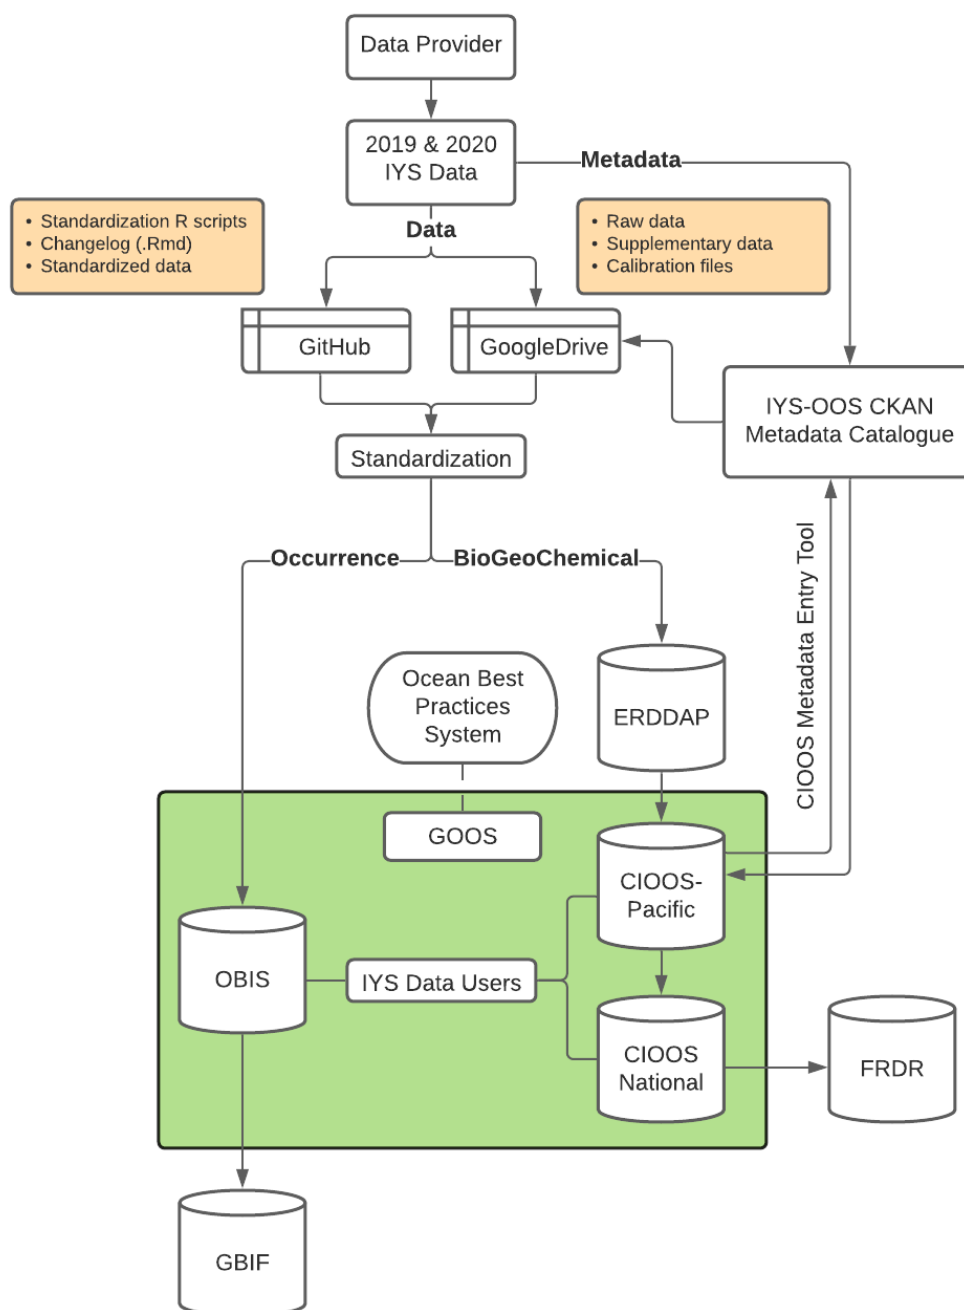 Data Provider
2019 & 2020
IYS Data
Metadata
• Standardization R scripts
• Changelog (.Rmd)
• Standardized data
Data
• Raw data
• Supplementary data
• Calibration files
GitHub
GoogleDrive
IYS-OOS CKAN
Metadata Catalogue
Standardization
Occurrence
BioGeoChemical
CIOOS Metadata Entry Tool
Ocean Best
Practices
System
ERDDAP
GOOS
CIOOS-
Pacific
OBIS
IYS Data Users
CIOOS
National
FRDR
GBIF